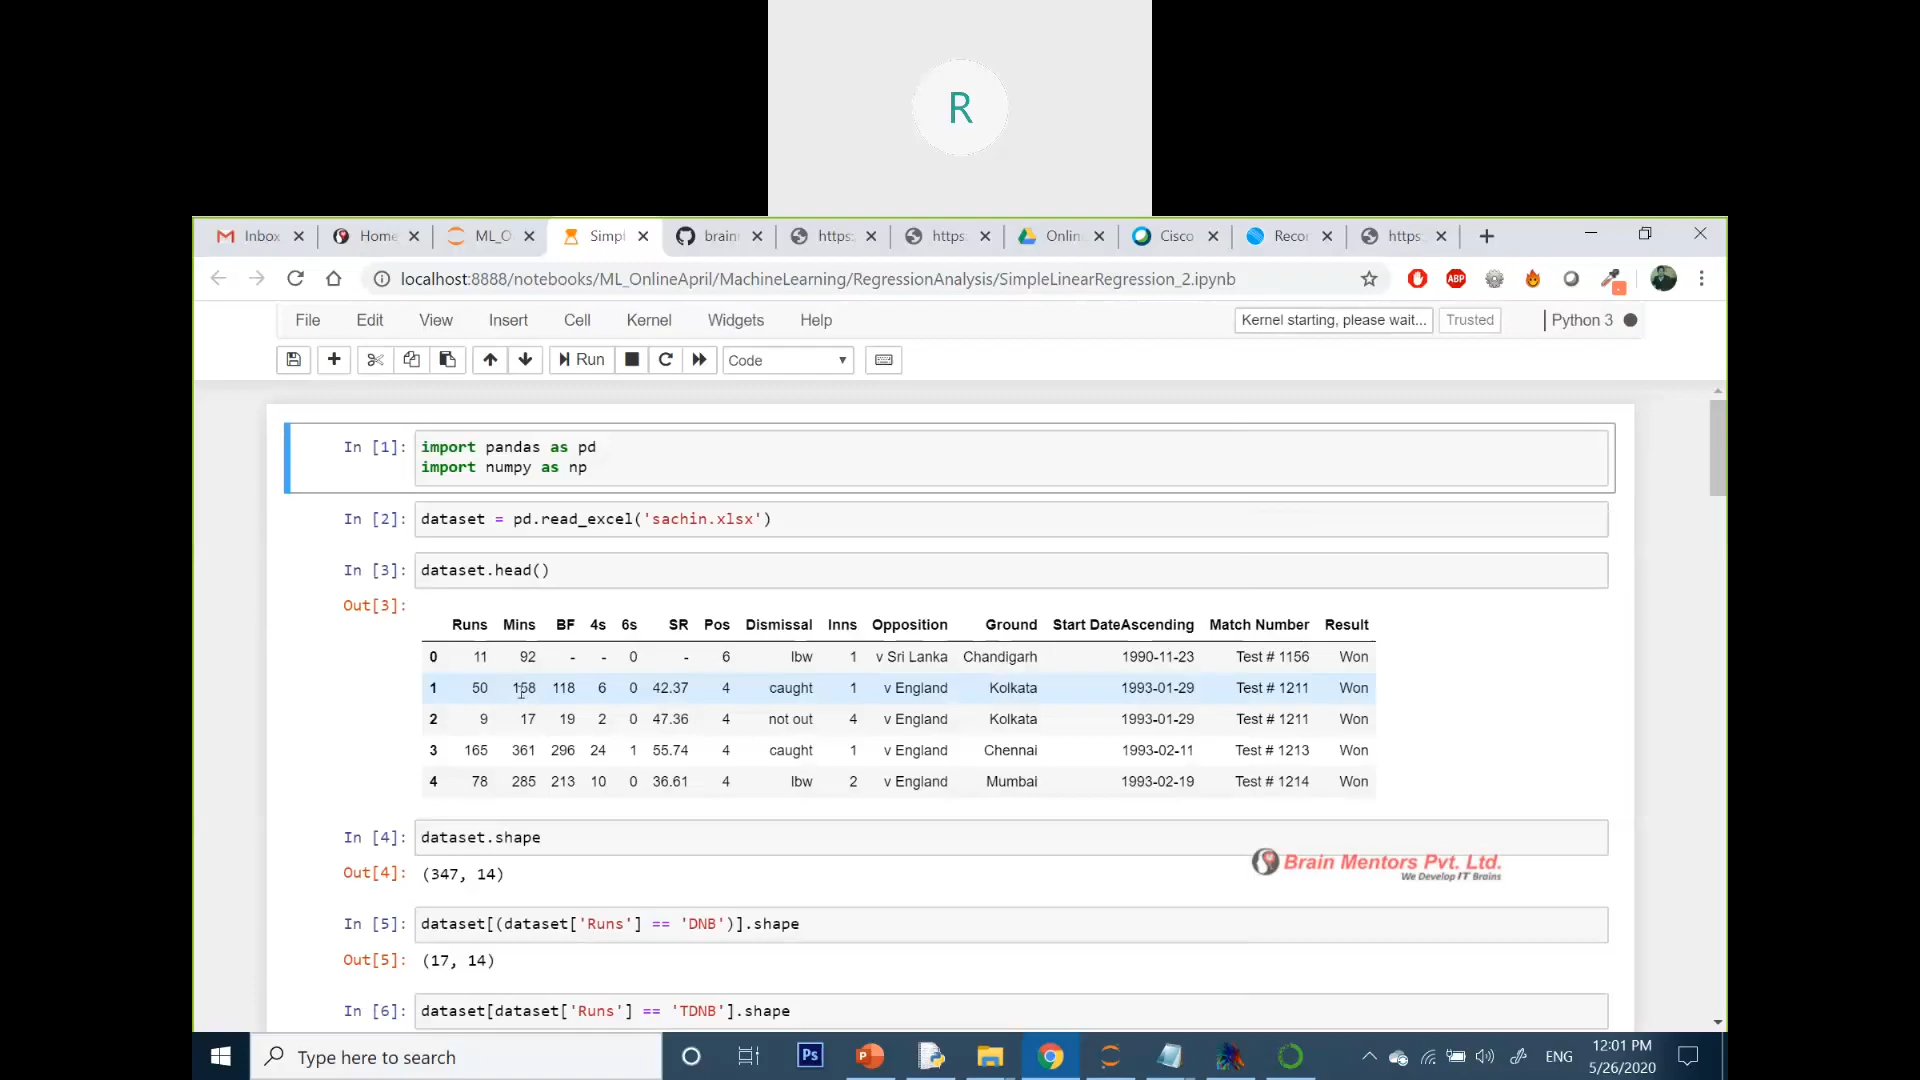 R
Inbox
Home
ML_O
Simpl
brain
https:
https:
Onlin
Cisco
Recor
https:
localhost:8888/notebooks/ML_OnlineApril/MachineLearning/RegressionAnalysis/SimpleLinearRegression_2.ipynb
ABP
File Edit View Insert Cell Kernel Widgets Help
Kernel starting, please wait... Trusted Python 3
Run Code
In [1]: import pandas as pd
import numpy as np
In [2]: dataset = pd.read_excel('sachin.xlsx')
In [3]: dataset.head()
Out[3]:
Runs Mins BF 4s 6s SR Pos Dismissal Inns Opposition Ground Start DateAscending Match Number Result
0 11 92 - - 0 - 6 lbw 1 v Sri Lanka Chandigarh 1990-11-23 Test # 1156 Won
1 50 158 118 6 0 42.37 4 caught 1 v England Kolkata 1993-01-29 Test # 1211 Won
2 9 17 19 2 0 47.36 4 not out 4 v England Kolkata 1993-01-29 Test # 1211 Won
3 165 361 296 24 1 55.74 4 caught 1 v England Chennai 1993-02-11 Test # 1213 Won
4 78 285 213 10 0 36.61 4 lbw 2 v England Mumbai 1993-02-19 Test # 1214 Won
In [4]: dataset.shape
Out[4]: (347, 14)
Brain Mentors Pvt. Ltd.
We Develop IT Brains
In [5]: dataset[(dataset['Runs'] == 'DNB')].shape
Out[5]: (17, 14)
In [6]: dataset[dataset['Runs'] == 'TDNB'].shape
Type here to search
Ps
P
ENG
12:01 PM
5/26/2020